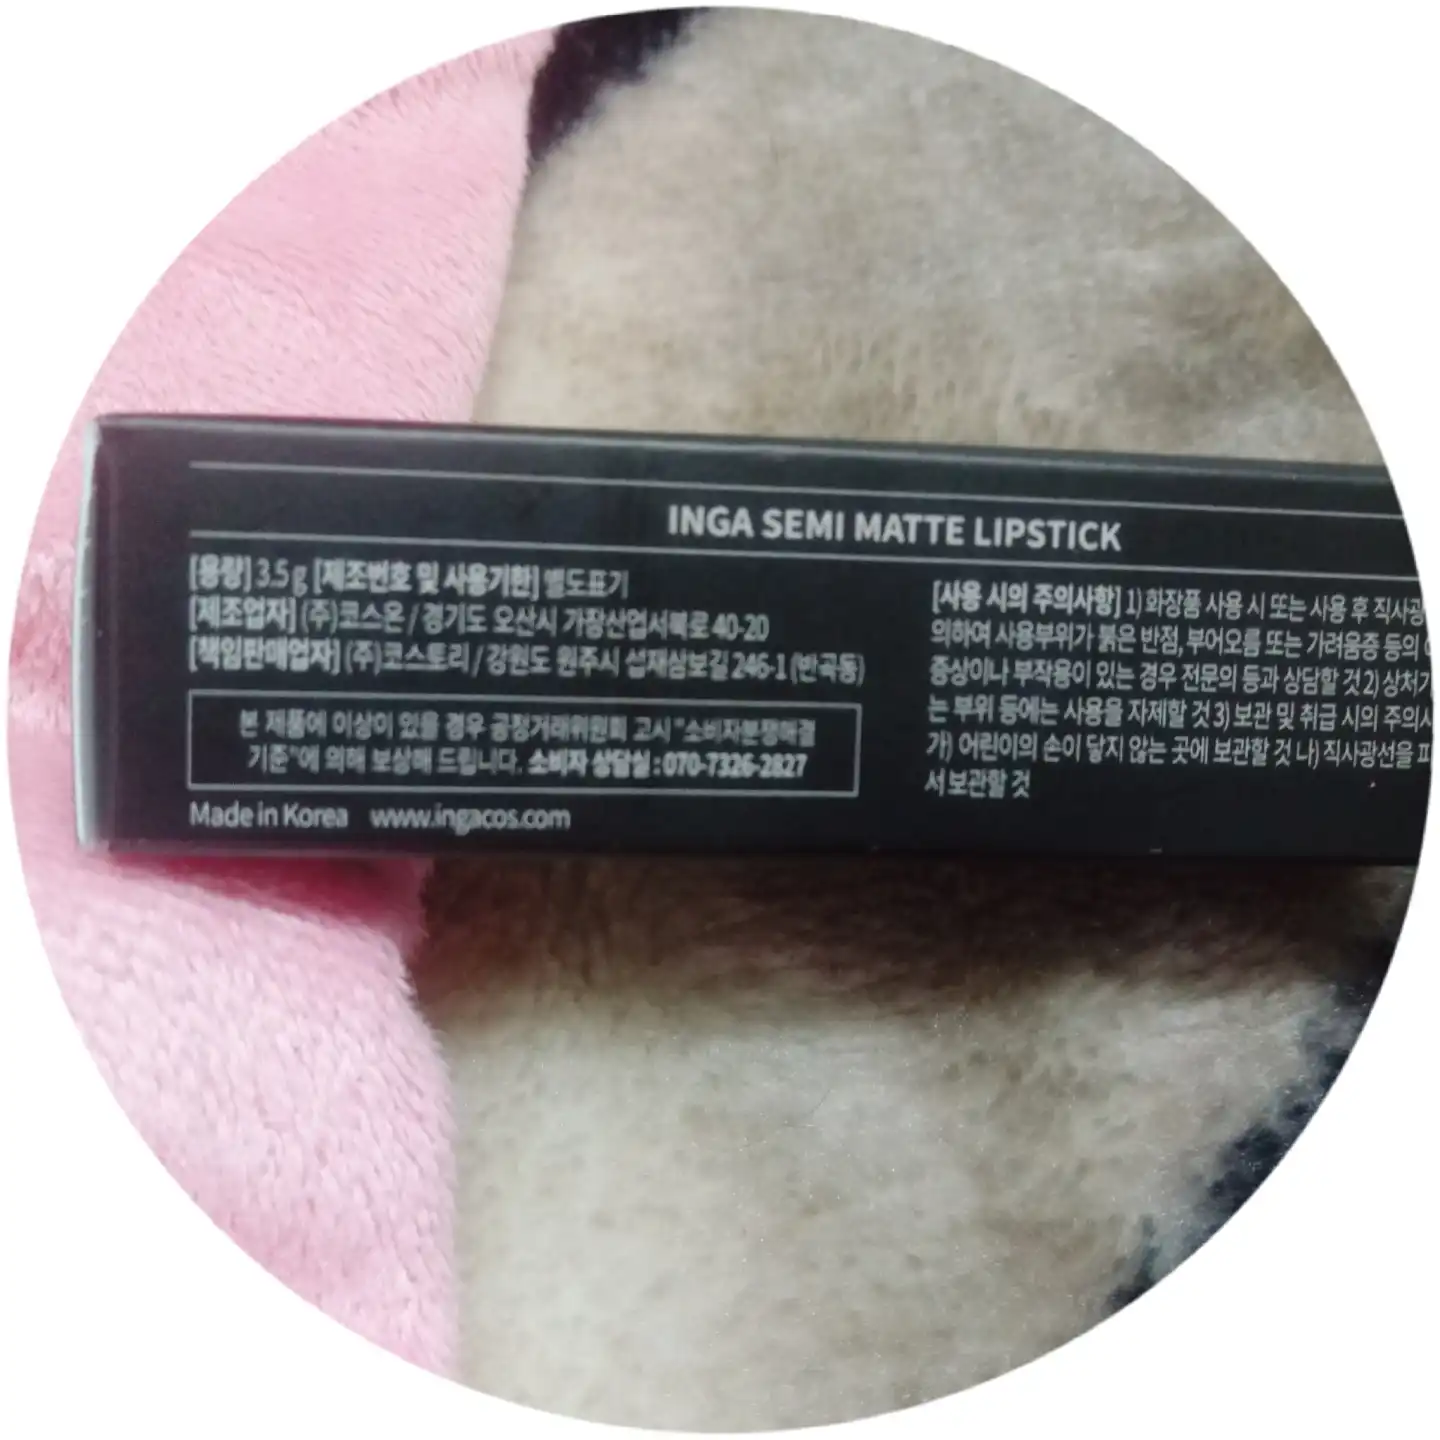 INGA SEMI MATTE LIPSTICK
[용량] 3.5 g [제조번호 및 사용기한] 별도표기
[제조업자] (주)코스온 / 경기도 오산시 가장산업서북로 40-20
[책임판매업자] (주)코스토리 / 강원도 원주시 섭재삼보길 246-1 (반곡동)
본 제품에 이상이 있을 경우 공정거래위원회 고시 "소비자분쟁해결
기준"에 의해 보상해 드립니다. 소비자 상담실 : 070-7326-2827
Made in Korea www.ingacos.com
[사용 시의 주의사항] 1) 화장품 사용 시 또는 사용 후 직사광
의하여 사용부위가 붉은 반점, 부어오름 또는 가려움증 등의
증상이나 부작용이 있는 경우 전문의 등과 상담할 것 2) 상처가
는 부위 등에는 사용을 자제할 것 3) 보관 및 취급 시의 주의사
가) 어린이의 손이 닿지 않는 곳에 보관할 것 나) 직사광선을 피
서 보관할 것